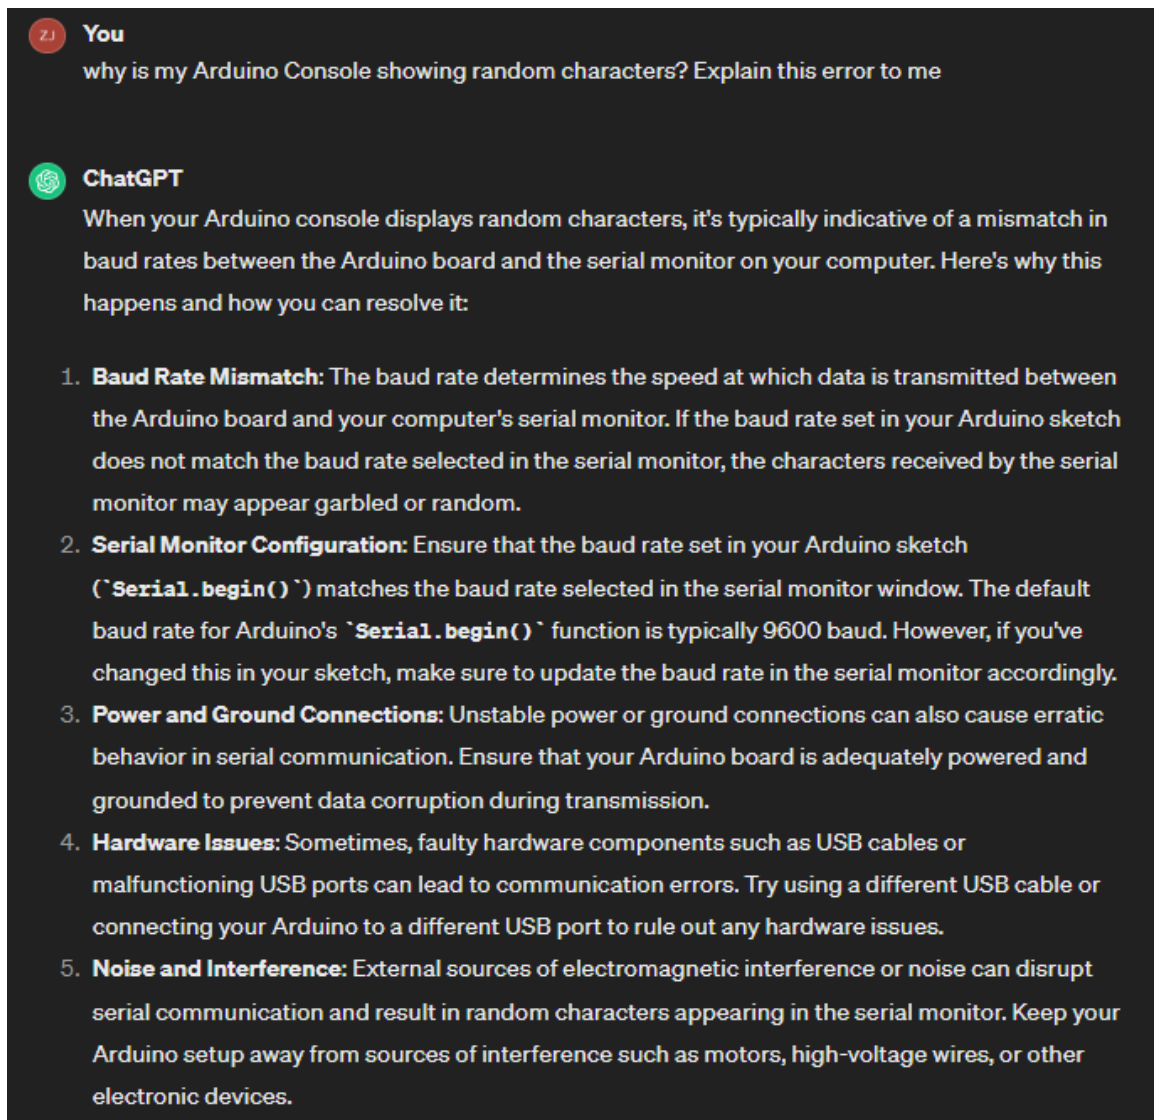 ZJ
You
why is my Arduino Console showing random characters? Explain this error to me
ChatGPT
When your Arduino console displays random characters, it's typically indicative of a mismatch in
baud rates between the Arduino board and the serial monitor on your computer. Here's why this
happens and how you can resolve it:
1. Baud Rate Mismatch: The baud rate determines the speed at which data is transmitted between
the Arduino board and your computer's serial monitor. If the baud rate set in your Arduino sketch
does not match the baud rate selected in the serial monitor, the characters received by the serial
monitor may appear garbled or random.
2. Serial Monitor Configuration: Ensure that the baud rate set in your Arduino sketch
(`Serial.begin()`) matches the baud rate selected in the serial monitor window. The default
baud rate for Arduino's `Serial.begin()` function is typically 9600 baud. However, if you've
changed this in your sketch, make sure to update the baud rate in the serial monitor accordingly.
3. Power and Ground Connections: Unstable power or ground connections can also cause erratic
behavior in serial communication. Ensure that your Arduino board is adequately powered and
grounded to prevent data corruption during transmission.
4. Hardware Issues: Sometimes, faulty hardware components such as USB cables or
malfunctioning USB ports can lead to communication errors. Try using a different USB cable or
connecting your Arduino to a different USB port to rule out any hardware issues.
5. Noise and Interference: External sources of electromagnetic interference or noise can disrupt
serial communication and result in random characters appearing in the serial monitor. Keep your
Arduino setup away from sources of interference such as motors, high-voltage wires, or other
electronic devices.